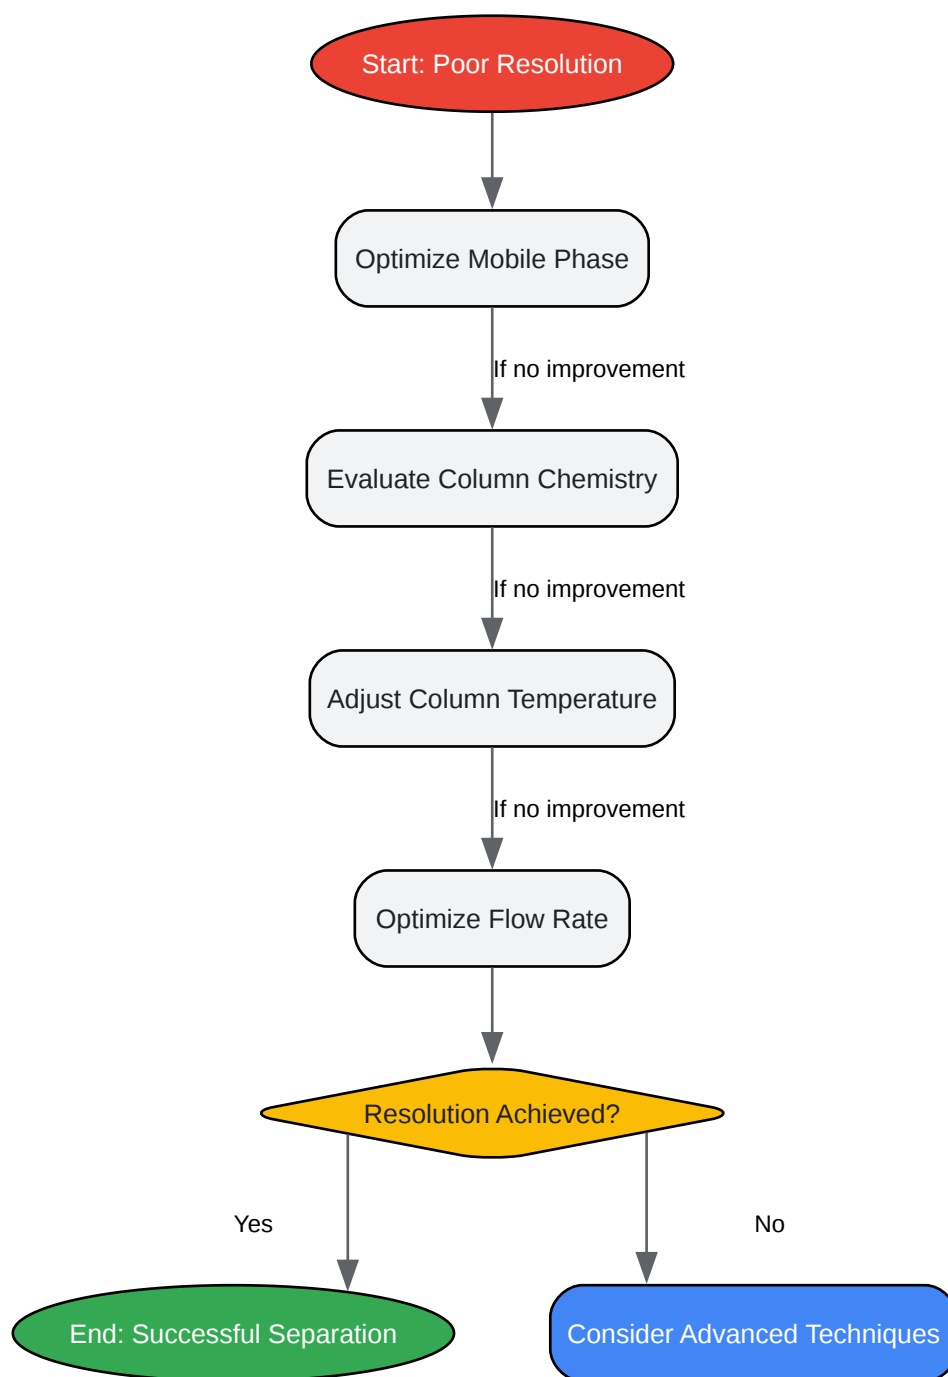 Start: Poor Resolution
Optimize Mobile Phase
If no improvement
Evaluate Column Chemistry
If no improvement
Adjust Column Temperature
If no improvement
Optimize Flow Rate
Resolution Achieved?
Yes
No
End: Successful Separation
Consider Advanced Techniques